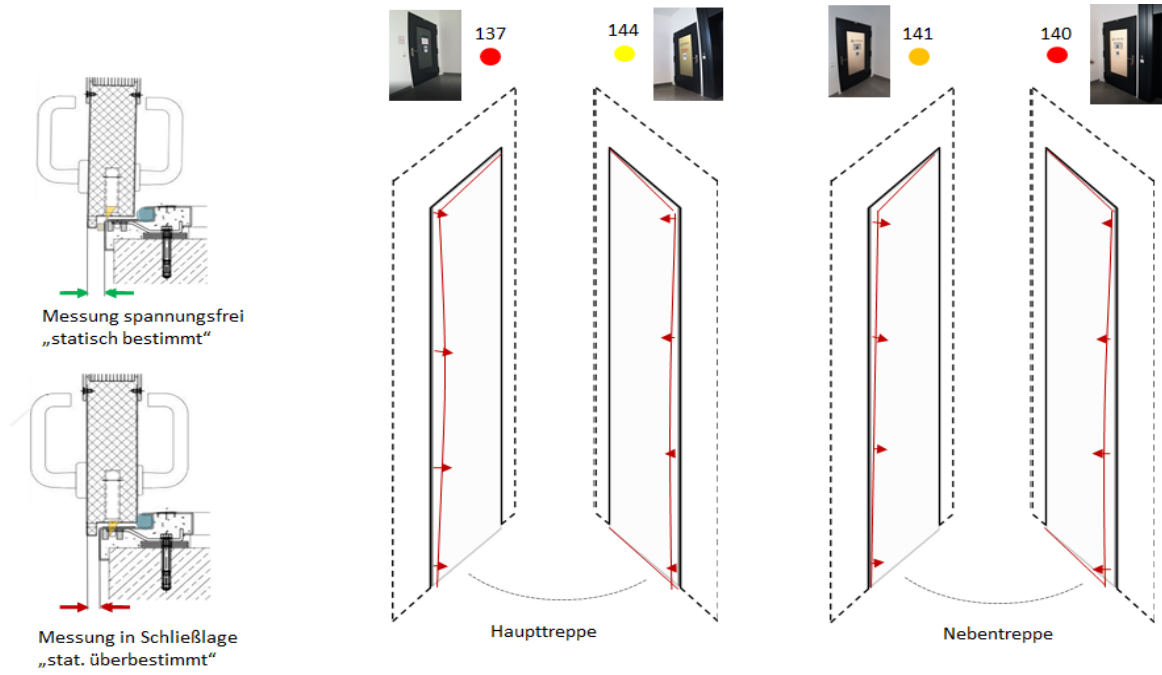 137
144
141
140
Messung spannungsfrei
„statisch bestimmt“
Messung in Schließlage
„stat. überbestimmt“
Haupttreppe
Nebentreppe